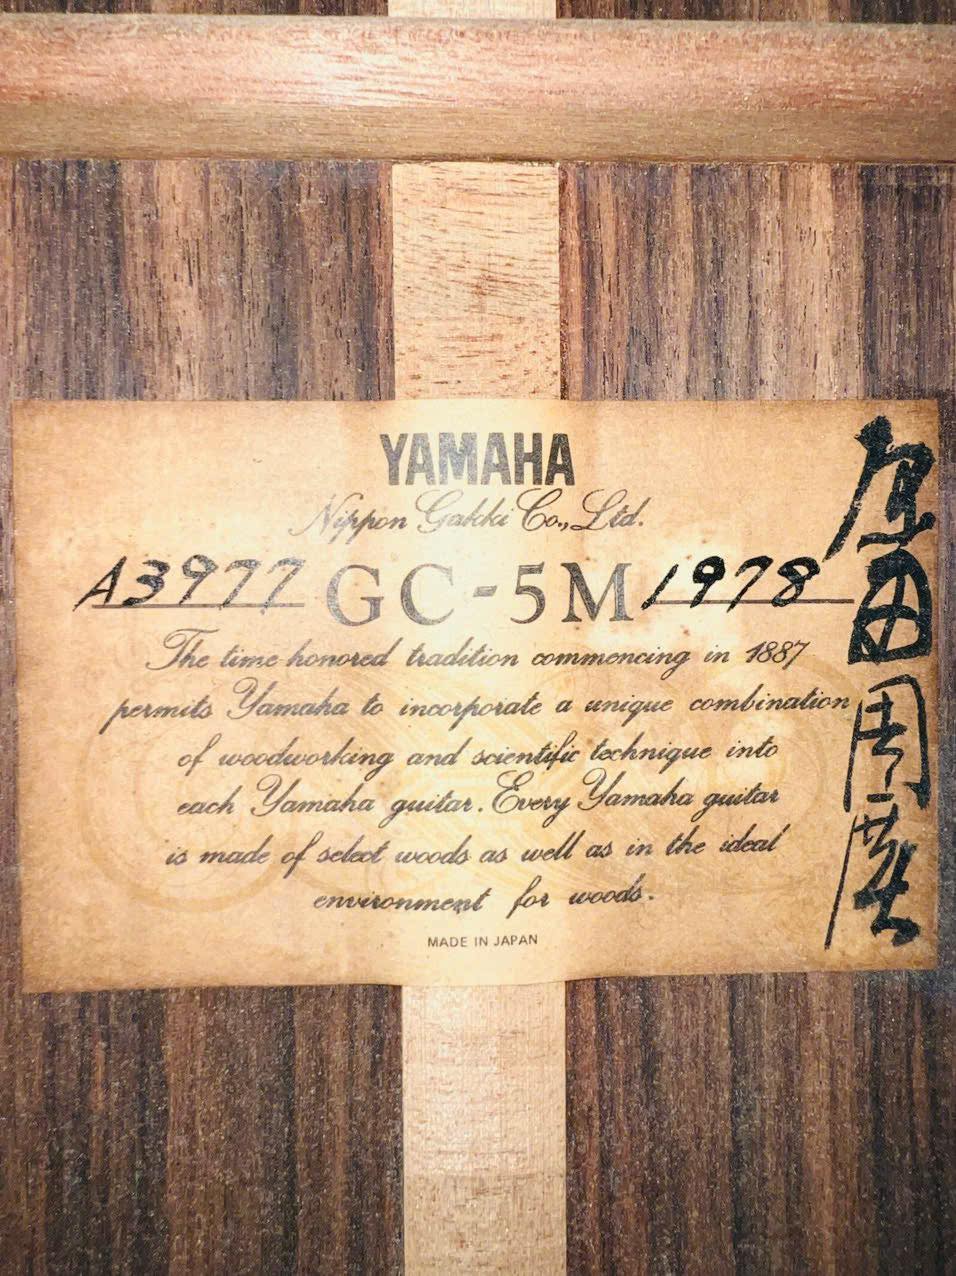 YAMAHA
Nippon Gakki Co., Ltd.
A3977 GC-5M 1978
The time honored tradition commencing in 1887
permits Yamaha to incorporate a unique combination
of woodworking and scientific technique into
each Yamaha guitar. Every Yamaha guitar
is made of select woods as well as in the ideal
environment for woods.
MADE IN JAPAN